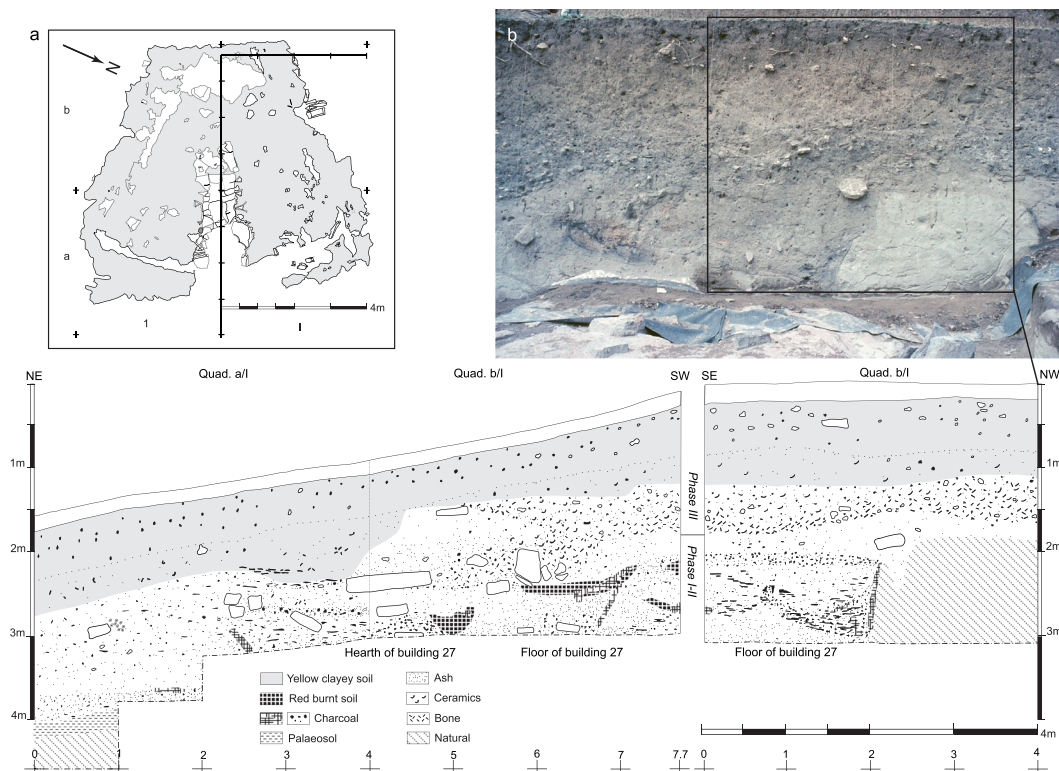 a
N
b
a
1
I
4m
b
NE
Quad. a/I
Quad. b/I
SW
SE
Quad. b/I
NW
1m
2m
3m
4m
Phase III
Phase I-II
1m
2m
3m
Hearth of building 27
Floor of building 27
Floor of building 27
Yellow clayey soil
Ash
Red burnt soil
Ceramics
Charcoal
Bone
Palaeosol
Natural
4m
0 1 2 3 4 5 6 7 7.7
0 1 2 3 4